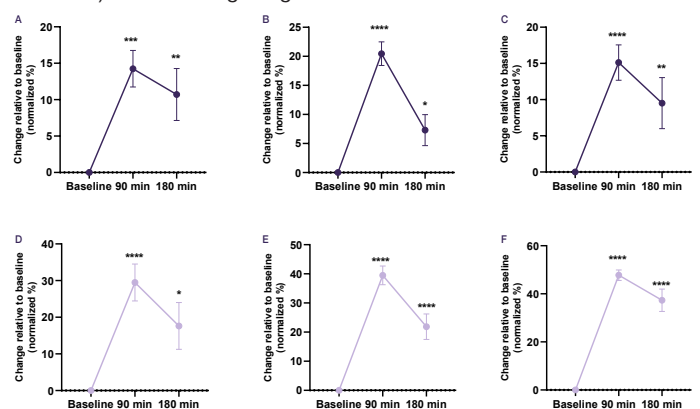 A
Change relative to baseline
(normalized %)
20
15
10
5
0
***
**
Baseline 90 min 180 min
B
Change relative to baseline
(normalized %)
25
20
15
10
5
0
****
*
Baseline 90 min 180 min
C
Change relative to baseline
(normalized %)
20
15
10
5
0
****
**
Baseline 90 min 180 min
D
Change relative to baseline
(normalized %)
40
30
20
10
0
****
*
Baseline 90 min 180 min
E
Change relative to baseline
(normalized %)
50
40
30
20
10
0
****
****
Baseline 90 min 180 min
F
Change relative to baseline
(normalized %)
60
40
20
0
****
****
Baseline 90 min 180 min